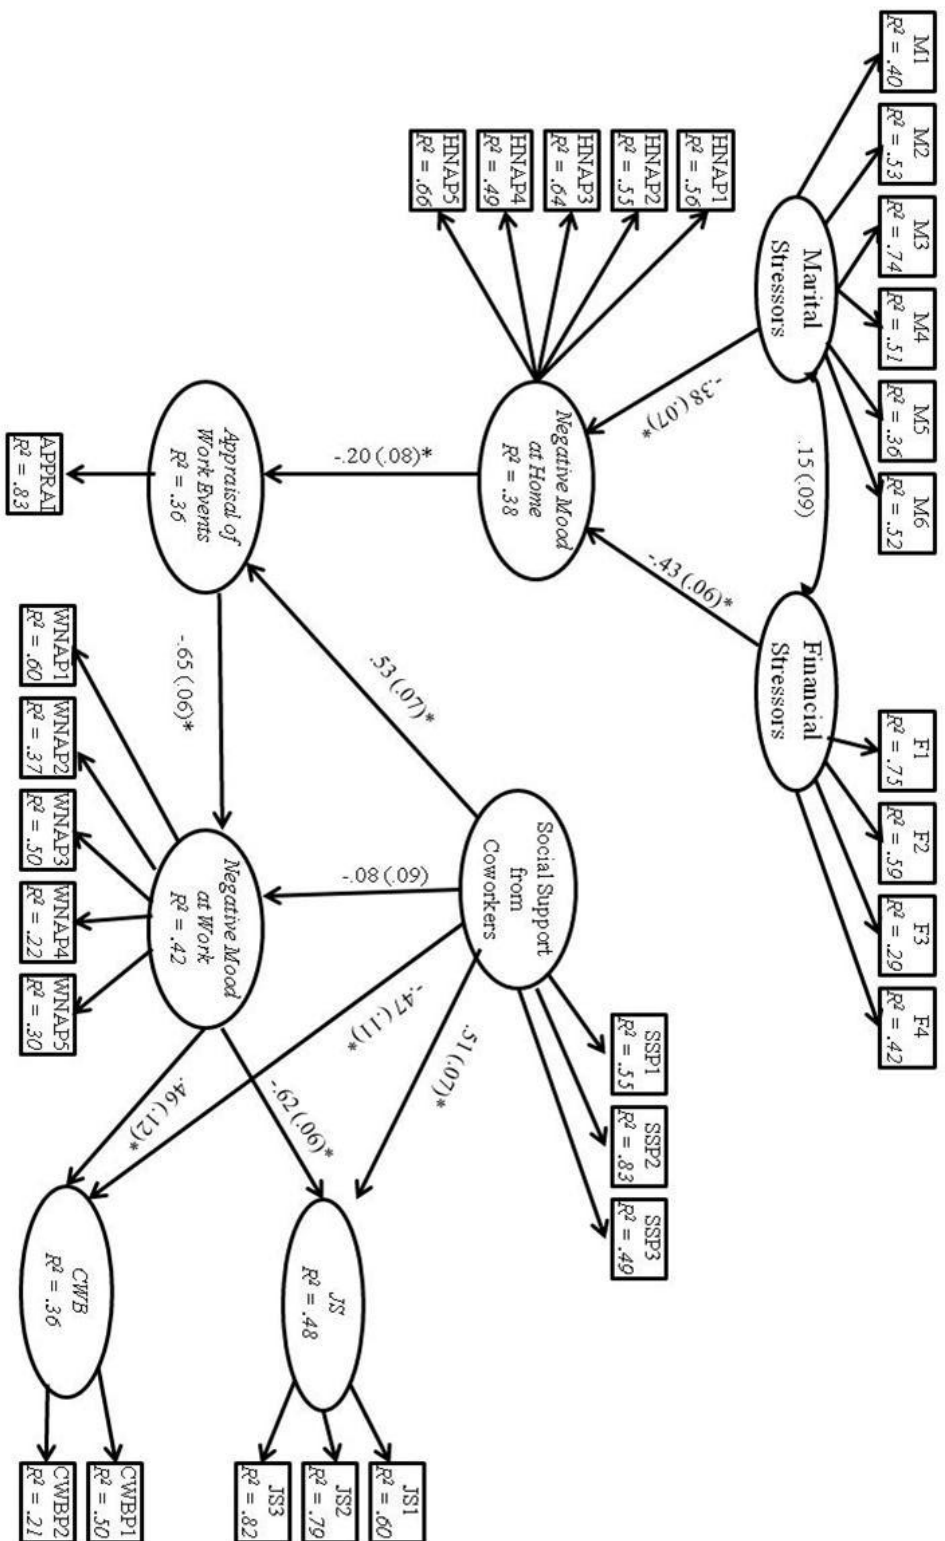 M1
R² = .40
M2
R² = .53
M3
R² = .74
M4
R² = .51
M5
R² = .36
M6
R² = .52
Marital
Stressors
.15 (.09)
Financial
Stressors
F1
R² = .75
F2
R² = .59
F3
R² = .29
F4
R² = .42
HNAP1
R² = .56
HNAP2
R² = .55
HNAP3
R² = .64
HNAP4
R² = .49
HNAP5
R² = .66
-.38 (.07)*
-.43 (.06)*
Negative Mood
at Home
R² = .38
-.20 (.08)*
.53 (.07)*
Social Support
from
Coworkers
SSP1
R² = .55
SSP2
R² = .83
SSP3
R² = .49
-.08 (.09)
-.47 (.11)*
.51 (.07)*
Appraisal of
Work Events
R² = .36
APPRAI
R² = .83
-.65 (.06)*
Negative Mood
at Work
R² = .42
WNAP1
R² = .60
WNAP2
R² = .37
WNAP3
R² = .50
WNAP4
R² = .22
WNAP5
R² = .30
-.62 (.06)*
.46 (.12)*
JS
R² = .48
JS1
R² = .60
JS2
R² = .79
JS3
R² = .82
CWB
R² = .36
CWBP1
R² = .50
CWBP2
R² = .21